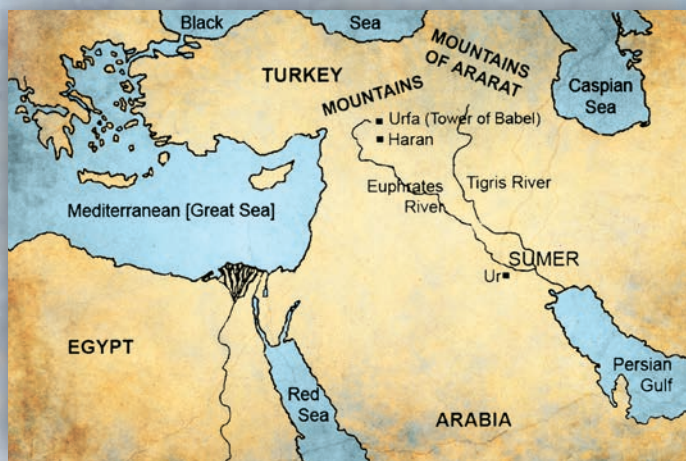 Black
Sea
TURKEY
MOUNTAINS
MOUNTAINS
OF ARARAT
Caspian
Sea
Urfa (Tower of Babel)
Haran
Euphrates
River
Tigris River
Mediterranean [Great Sea]
SUMER
Ur
EGYPT
Red
Sea
ARABIA
Persian
Gulf